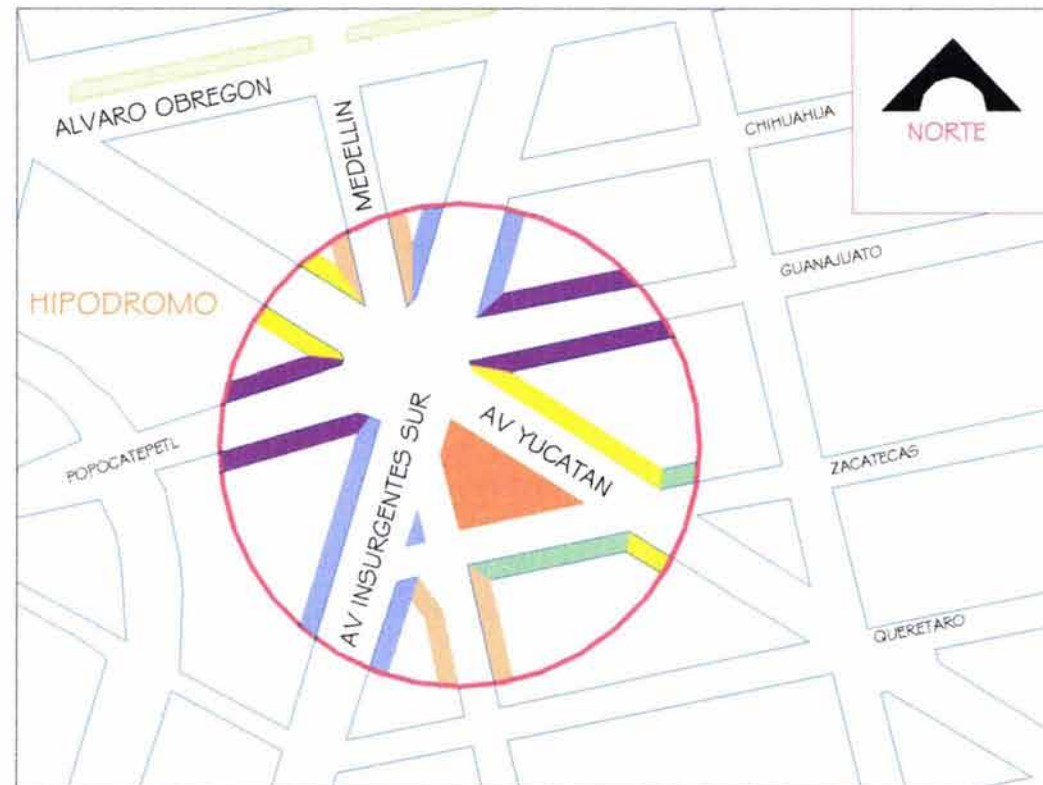 ALVARO OBREGON
MEDELLIN
CHIHUAHUA
NORTE
GUANAJUATO
HIPODROMO
AV INSURGENTES SUR
AV YUCATAN
POPOCATEPETL
ZACATECAS
QUERETARO